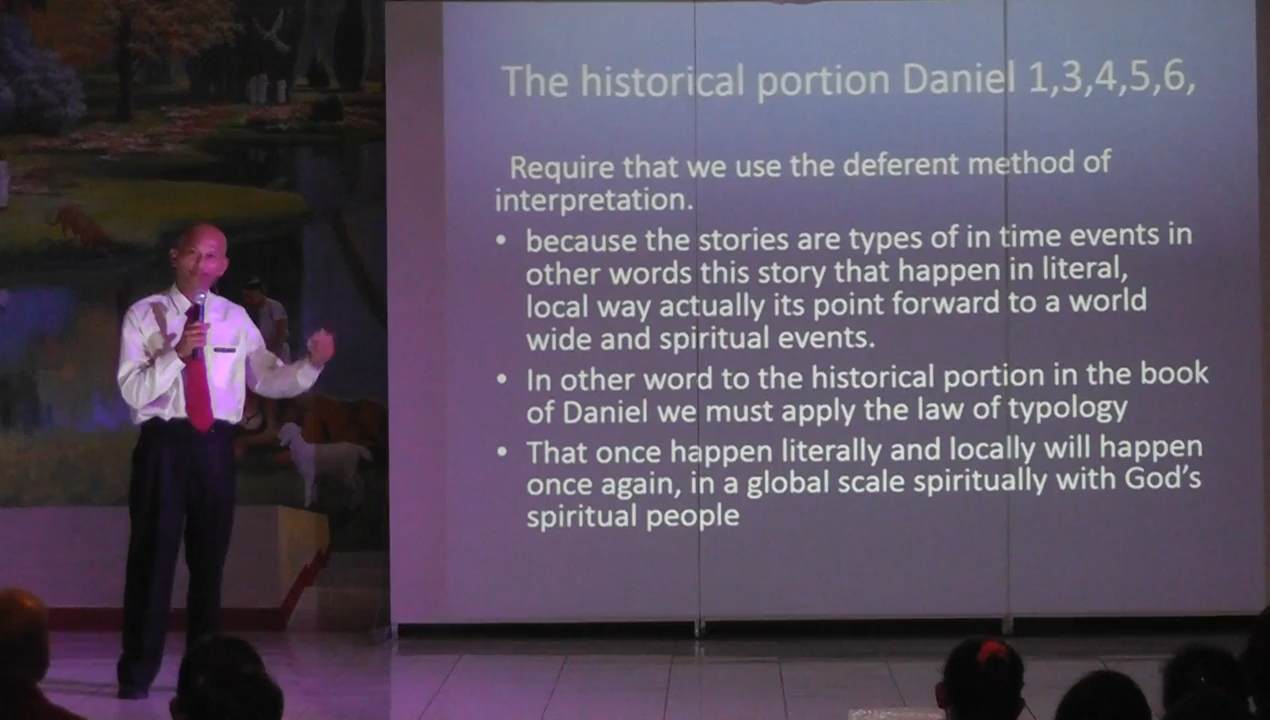 The historical portion Daniel 1,3,4,5,6,
Require that we use the deferent method of
interpretation.
• because the stories are types of in time events in
other words this story that happen in literal,
local way actually its point forward to a world
wide and spiritual events.
• In other word to the historical portion in the book
of Daniel we must apply the law of typology
• That once happen literally and locally will happen
once again, in a global scale spiritually with God's
spiritual people